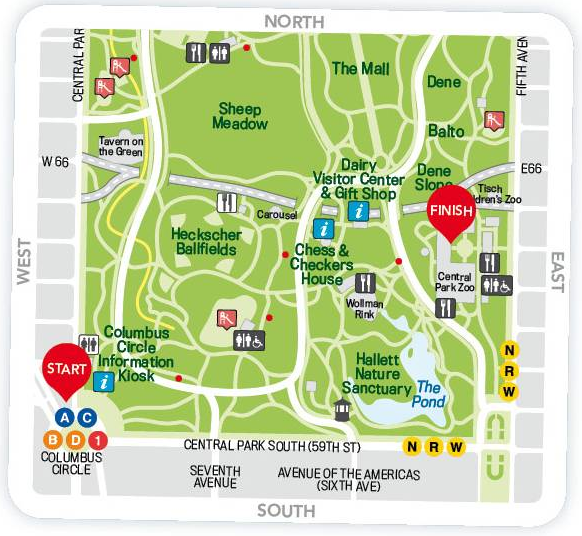 NORTH
CENTRAL PAR
FIFTH AVEN
The Mall
Dene
Sheep
Meadow
Balto
Tavern on
the Green
W 66
E66
Dairy
Visitor Center
& Gift Shop
Dene
Slope
Tisch
ldren's Zoo
FINISH
Carousel
i
i
Heckscher
Ballfields
Chess &
Checkers
House
WEST
EAST
Central
Park Zoo
Wollman
Rink
Columbus
Circle
Information
Kiosk
START
i
Hallett
Nature
Sanctuary
The
Pond
N
R
W
A C
B D 1
COLUMBUS
CIRCLE
CENTRAL PARK SOUTH (59TH ST)
N R W
SEVENTH
AVENUE
AVENUE OF THE AMERICAS
(SIXTH AVE)
SOUTH